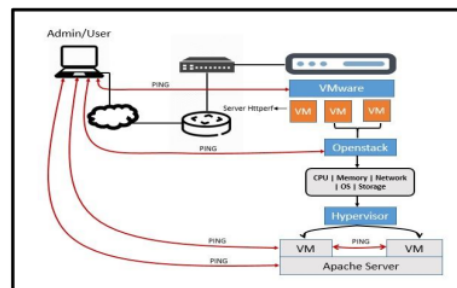 Admin/User
PING
VMware
Server Httperf
VM
VM
VM
PING
Openstack
CPU | Memory | Network
| OS | Storage
Hypervisor
PING
VM
PING
VM
PING
Apache Server